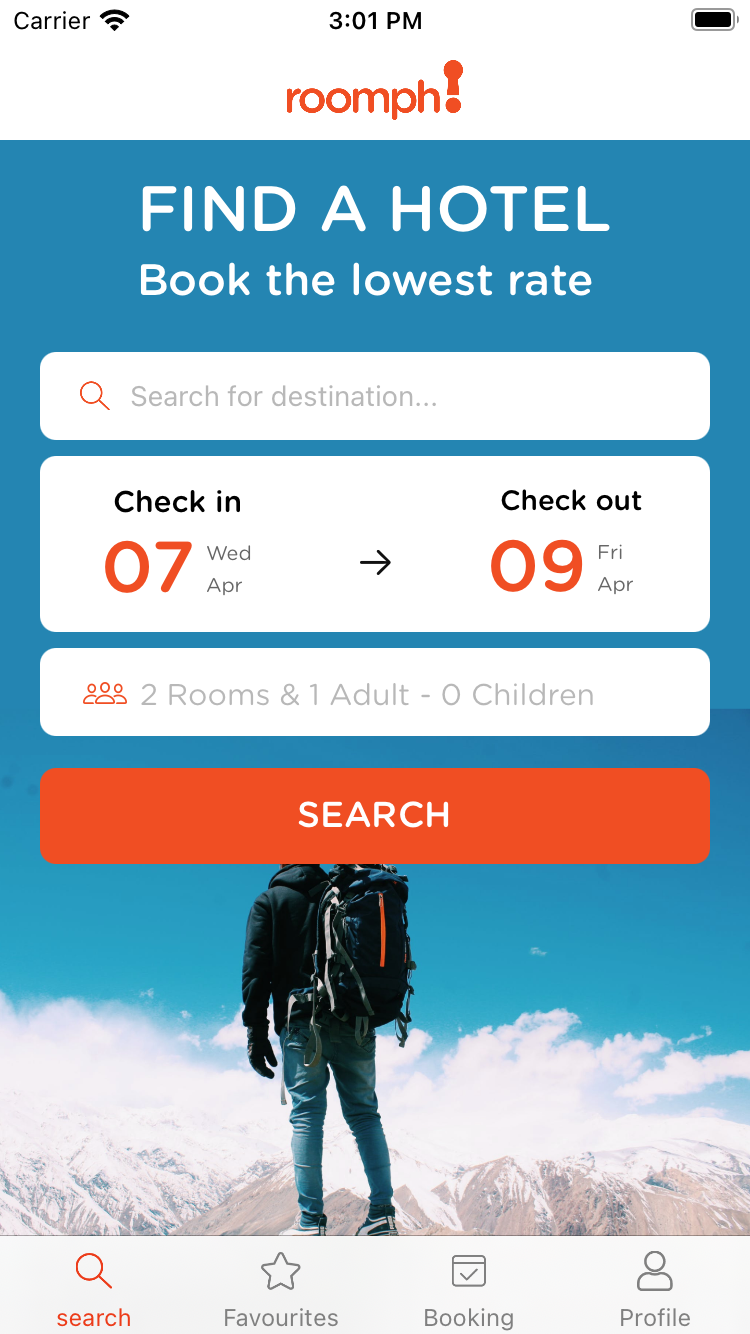 Carrier 3:01 PM
roomph!
FIND A HOTEL
Book the lowest rate
Search for destination...
Check in Check out
07 Wed Apr → 09 Fri Apr
2 Rooms & 1 Adult - 0 Children
SEARCH
search Favourites Booking Profile